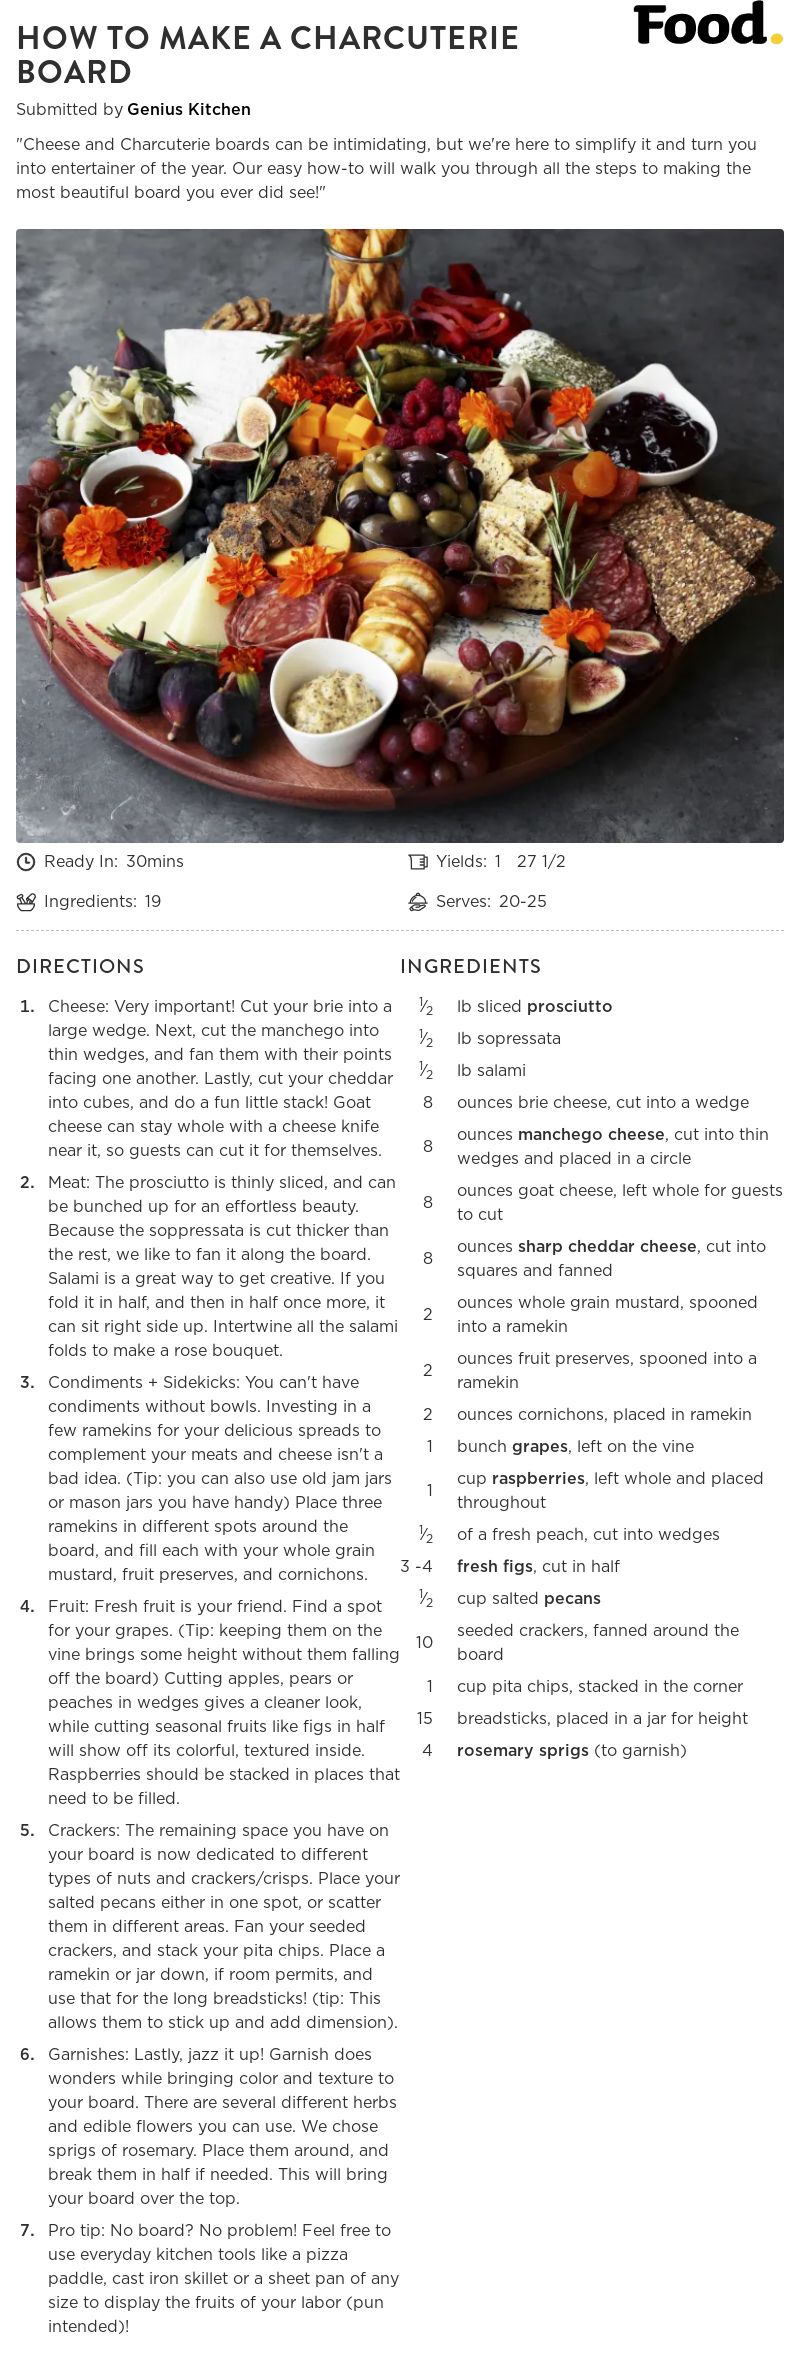 HOW TO MAKE A CHARCUTERIE
BOARD
Food.
Submitted by Genius Kitchen
"Cheese and Charcuterie boards can be intimidating, but we're here to simplify it and turn you
into entertainer of the year. Our easy how-to will walk you through all the steps to making the
most beautiful board you ever did see!"
Ready In: 30mins
Yields: 1 27 1/2
Ingredients: 19
Serves: 20-25
DIRECTIONS
1. Cheese: Very important! Cut your brie into a
large wedge. Next, cut the manchego into
thin wedges, and fan them with their points
facing one another. Lastly, cut your cheddar
into cubes, and do a fun little stack! Goat
cheese can stay whole with a cheese knife
near it, so guests can cut it for themselves.
2. Meat: The prosciutto is thinly sliced, and can
be bunched up for an effortless beauty.
Because the soppressata is cut thicker than
the rest, we like to fan it along the board.
Salami is a great way to get creative. If you
fold it in half, and then in half once more, it
can sit right side up. Intertwine all the salami
folds to make a rose bouquet.
3. Condiments + Sidekicks: You can't have
condiments without bowls. Investing in a
few ramekins for your delicious spreads to
complement your meats and cheese isn't a
bad idea. (Tip: you can also use old jam jars
or mason jars you have handy) Place three
ramekins in different spots around the
board, and fill each with your whole grain
mustard, fruit preserves, and cornichons.
4. Fruit: Fresh fruit is your friend. Find a spot
for your grapes. (Tip: keeping them on the
vine brings some height without them falling
off the board) Cutting apples, pears or
peaches in wedges gives a cleaner look,
while cutting seasonal fruits like figs in half
will show off its colorful, textured inside.
Raspberries should be stacked in places that
need to be filled.
5. Crackers: The remaining space you have on
your board is now dedicated to different
types of nuts and crackers/crisps. Place your
salted pecans either in one spot, or scatter
them in different areas. Fan your seeded
crackers, and stack your pita chips. Place a
ramekin or jar down, if room permits, and
use that for the long breadsticks! (tip: This
allows them to stick up and add dimension).
6. Garnishes: Lastly, jazz it up! Garnish does
wonders while bringing color and texture to
your board. There are several different herbs
and edible flowers you can use. We chose
sprigs of rosemary. Place them around, and
break them in half if needed. This will bring
your board over the top.
7. Pro tip: No board? No problem! Feel free to
use everyday kitchen tools like a pizza
paddle, cast iron skillet or a sheet pan of any
size to display the fruits of your labor (pun
intended)!
INGREDIENTS
1⁄2 lb sliced prosciutto
1⁄2 lb sopressata
1⁄2 lb salami
8 ounces brie cheese, cut into a wedge
8 ounces manchego cheese, cut into thin
wedges and placed in a circle
8 ounces goat cheese, left whole for guests
to cut
8 ounces sharp cheddar cheese, cut into
squares and fanned
2 ounces whole grain mustard, spooned
into a ramekin
2 ounces fruit preserves, spooned into a
ramekin
2 ounces cornichons, placed in ramekin
1 bunch grapes, left on the vine
1 cup raspberries, left whole and placed
throughout
1⁄2 of a fresh peach, cut into wedges
3 -4 fresh figs, cut in half
1⁄2 cup salted pecans
10 seeded crackers, fanned around the
board
1 cup pita chips, stacked in the corner
15 breadsticks, placed in a jar for height
4 rosemary sprigs (to garnish)